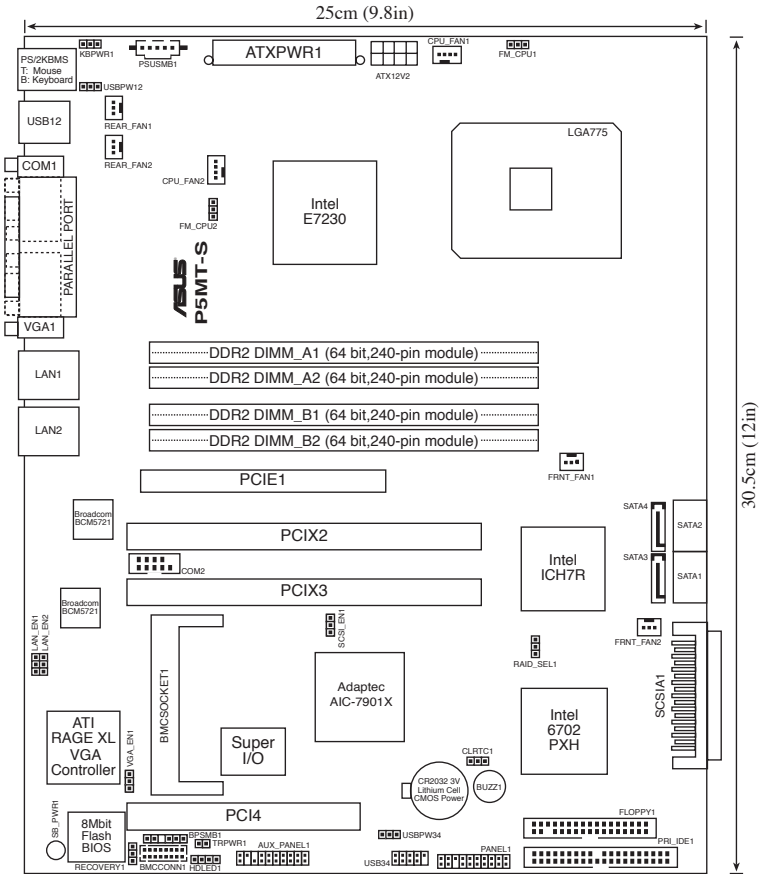 25cm (9.8in)
30.5cm (12in)
PS/2KBMS
T: Mouse
B: Keyboard
KBPWR1
PSUSMB1
ATXPWR1
ATX12V2
CPU_FAN1
FM_CPU1
USBPW12
USB12
REAR_FAN1
REAR_FAN2
COM1
PARALLEL PORT
VGA1
CPU_FAN2
FM_CPU2
Intel
E7230
LGA775
ASUS
P5MT-S
LAN1
LAN2
DDR2 DIMM_A1 (64 bit,240-pin module)
DDR2 DIMM_A2 (64 bit,240-pin module)
DDR2 DIMM_B1 (64 bit,240-pin module)
DDR2 DIMM_B2 (64 bit,240-pin module)
FRNT_FAN1
PCIE1
Broadcom
BCM5721
PCIX2
COM2
PCIX3
Intel
ICH7R
SATA4
SATA2
SATA3
SATA1
Broadcom
BCM5721
LAN_EN1
LAN_EN2
SCSI_EN1
RAID_SEL1
FRNT_FAN2
SCSIA1
BMCSOCKET1
Adaptec
AIC-7901X
Intel
6702
PXH
ATI
RAGE XL
VGA
Controller
VGA_EN1
Super
I/O
CLRTC1
CR2032 3V
Lithium Cell
CMOS Power
BUZZ1
SB_PWR1
8Mbit
Flash
BIOS
PCI4
FLOPPY1
PRI_IDE1
BPSMB1
TRPWR1
USBPW34
RECOVERY1
BMCCONN1
HDLED1
AUX_PANEL1
USB34
PANEL1